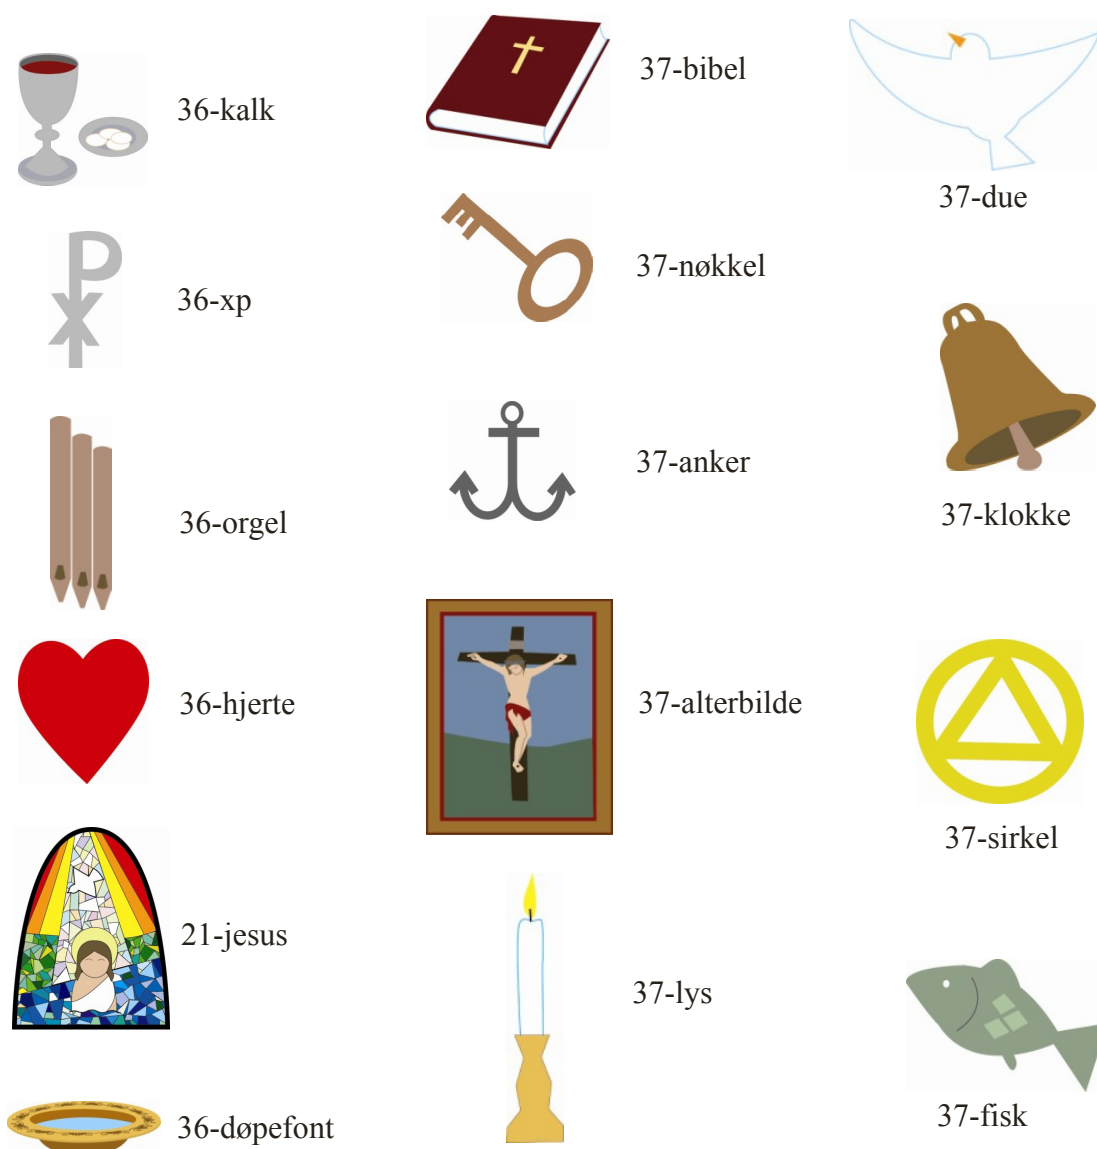 36-kalk
36-xp
36-orgel
36-hjerte
21-jesus
36-døpefont
37-bibel
37-nøkkel
37-anker
37-alterbilde
37-lys
37-due
37-klokke
37-sirkel
37-fisk